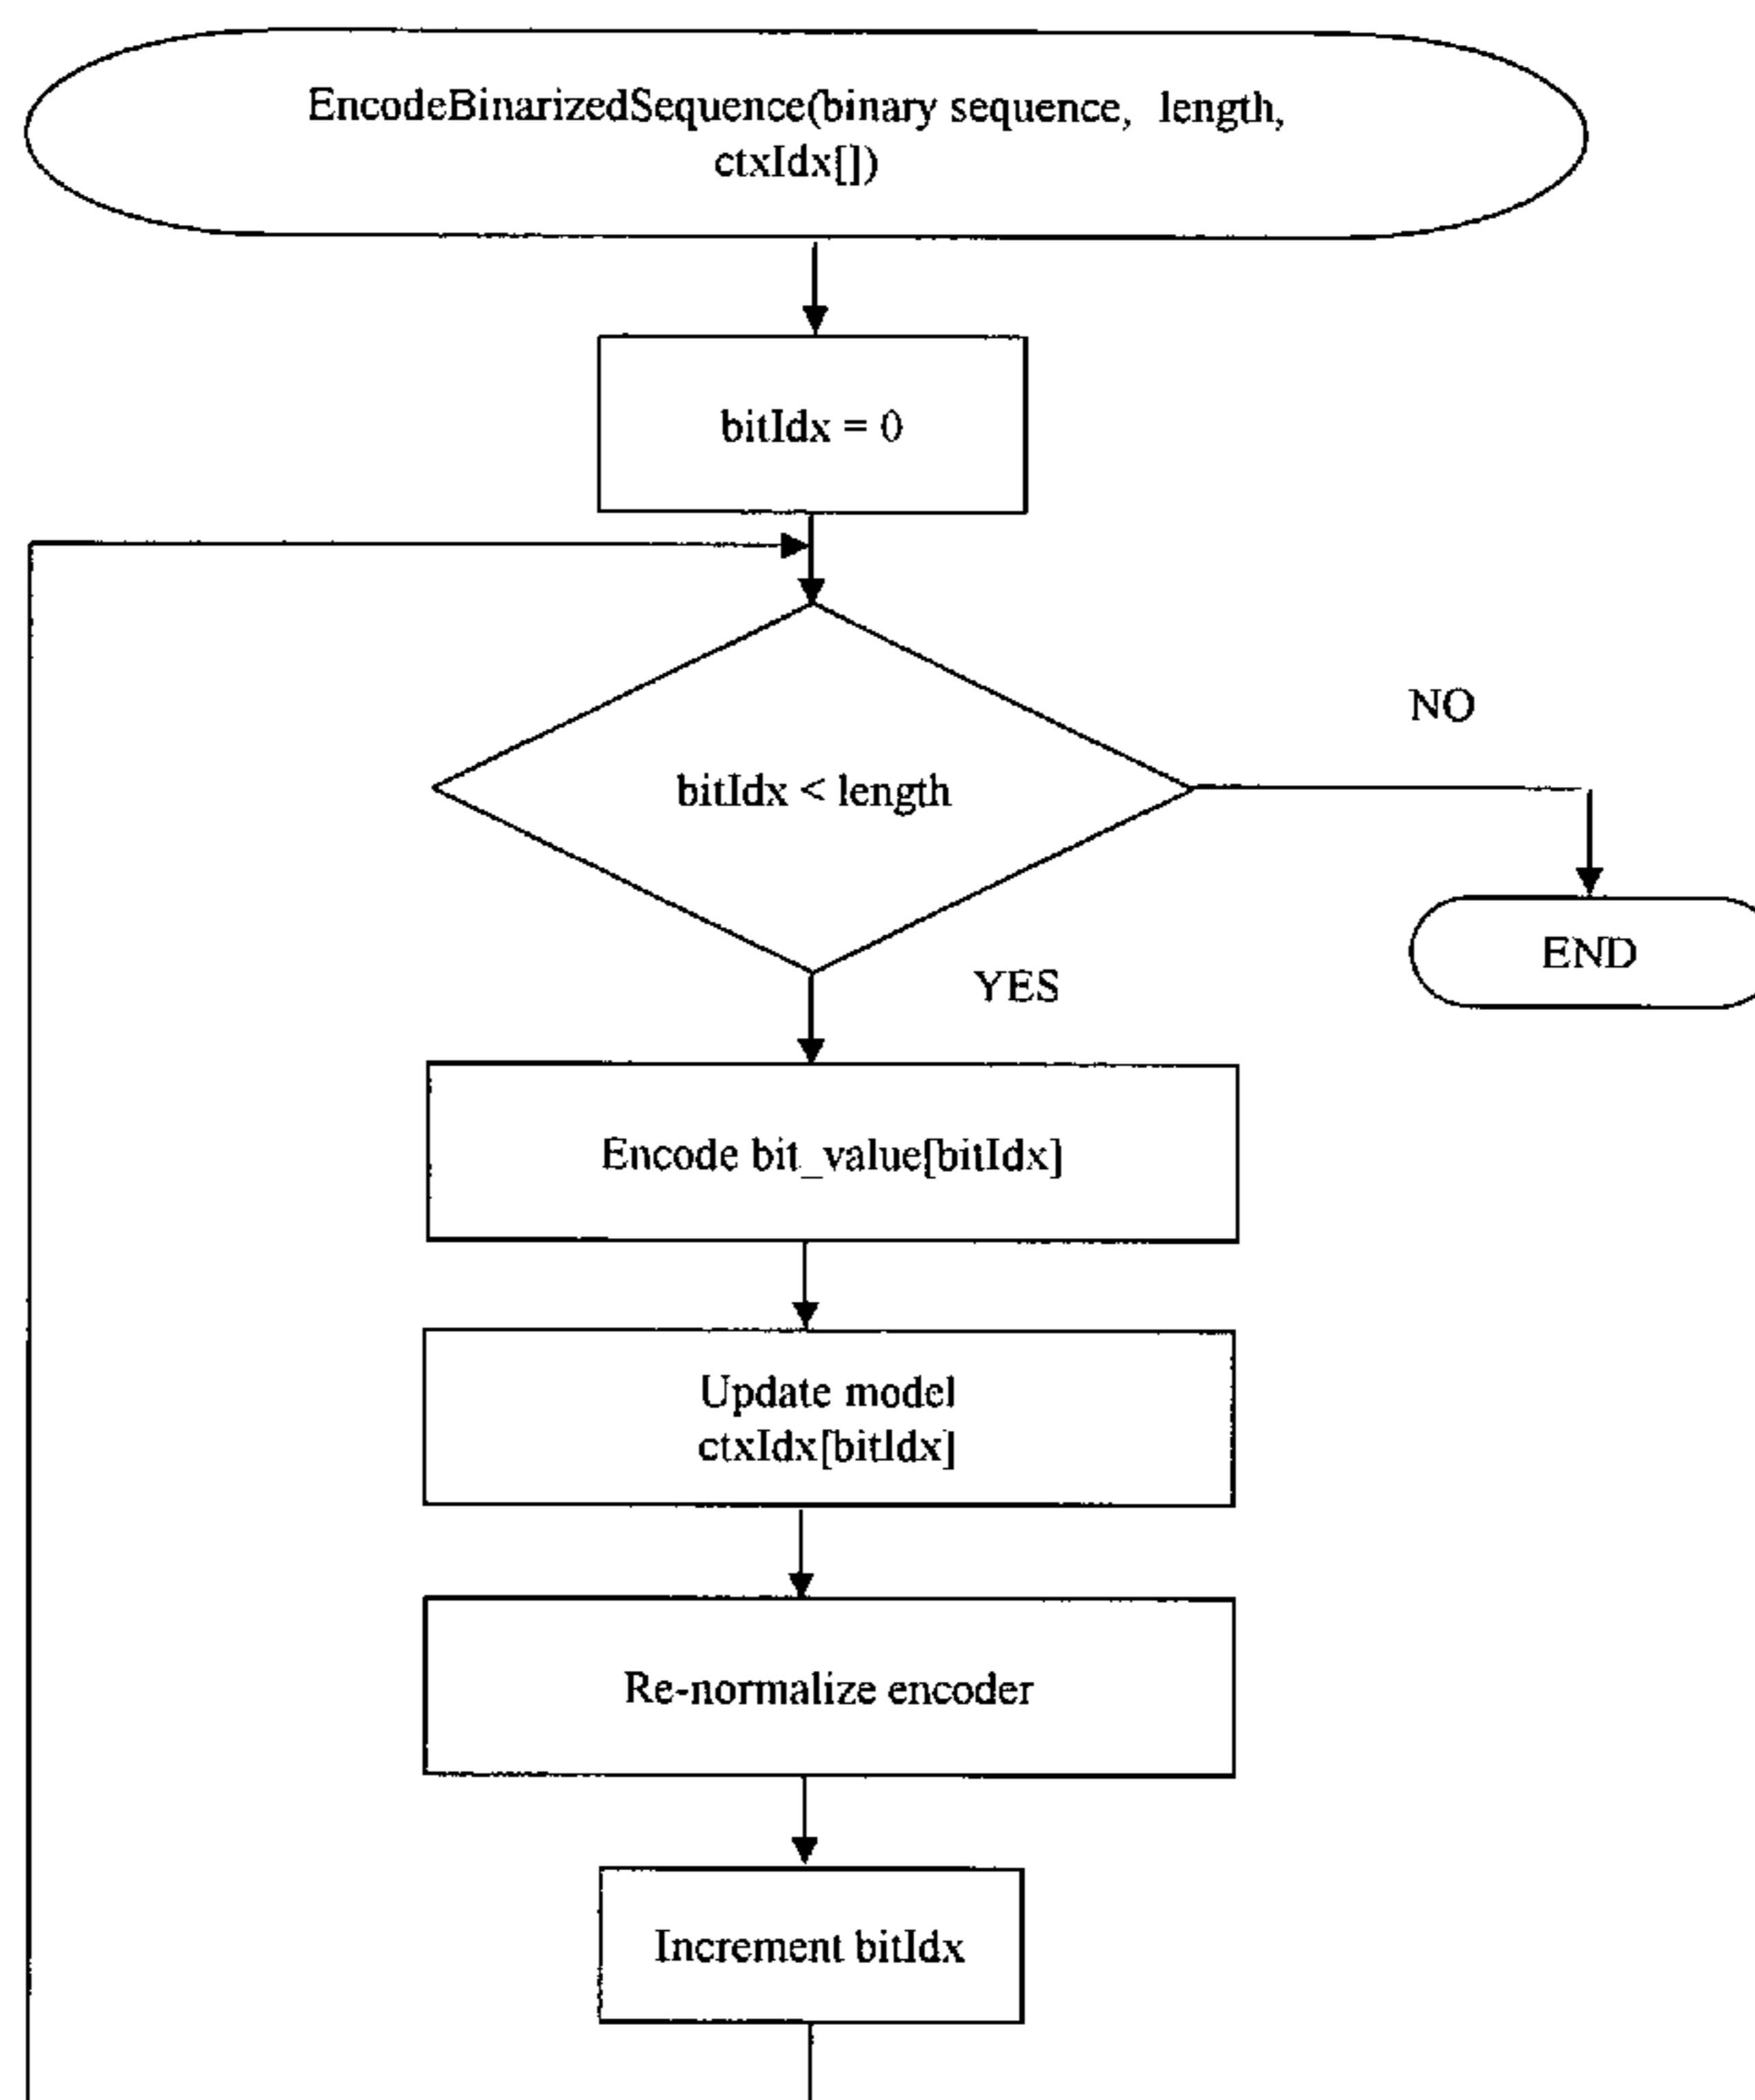 EncodeBinarizedSequence(binary sequence, length,
ctxIdx[])
bitIdx = 0
bitIdx < length
NO
END
YES
Encode bit_value[bitIdx]
Update model
ctxIdx[bitIdx]
Re-normalize encoder
Increment bitIdx